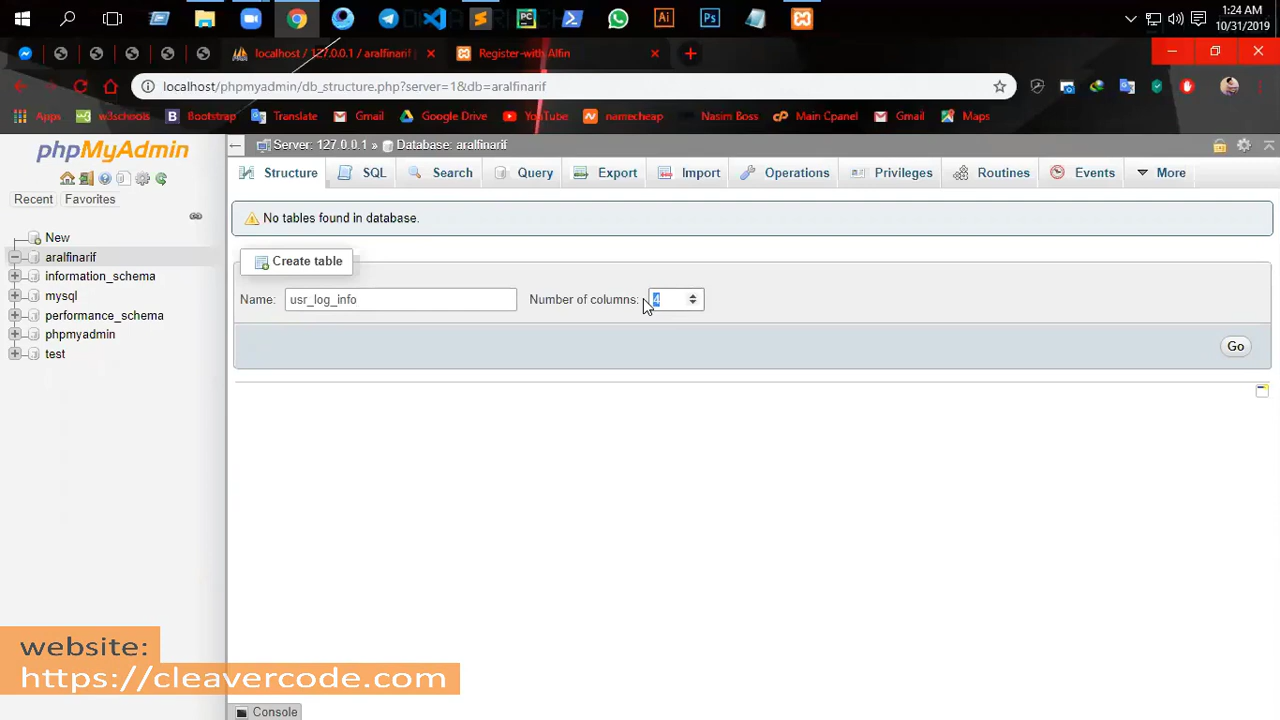 1:24 AM
10/31/2019
localhost / 127.0.0.1 / aralfinarif
Register-with Alfin
localhost/phpmyadmin/db_structure.php?server=1&db=aralfinarif
Apps
w3schools
Bootstrap
Translate
Gmail
Google Drive
YouTube
namecheap
Nasim Boss
Main Cpanel
Gmail
Maps
phpMyAdmin
Recent
Favorites
New
aralfinarif
information_schema
mysql
performance_schema
phpmyadmin
test
Server: 127.0.0.1 » Database: aralfinarif
Structure
SQL
Search
Query
Export
Import
Operations
Privileges
Routines
Events
More
No tables found in database.
Create table
Name: usr_log_info Number of columns: 4
Go
Console
website:
https://cleavercode.com